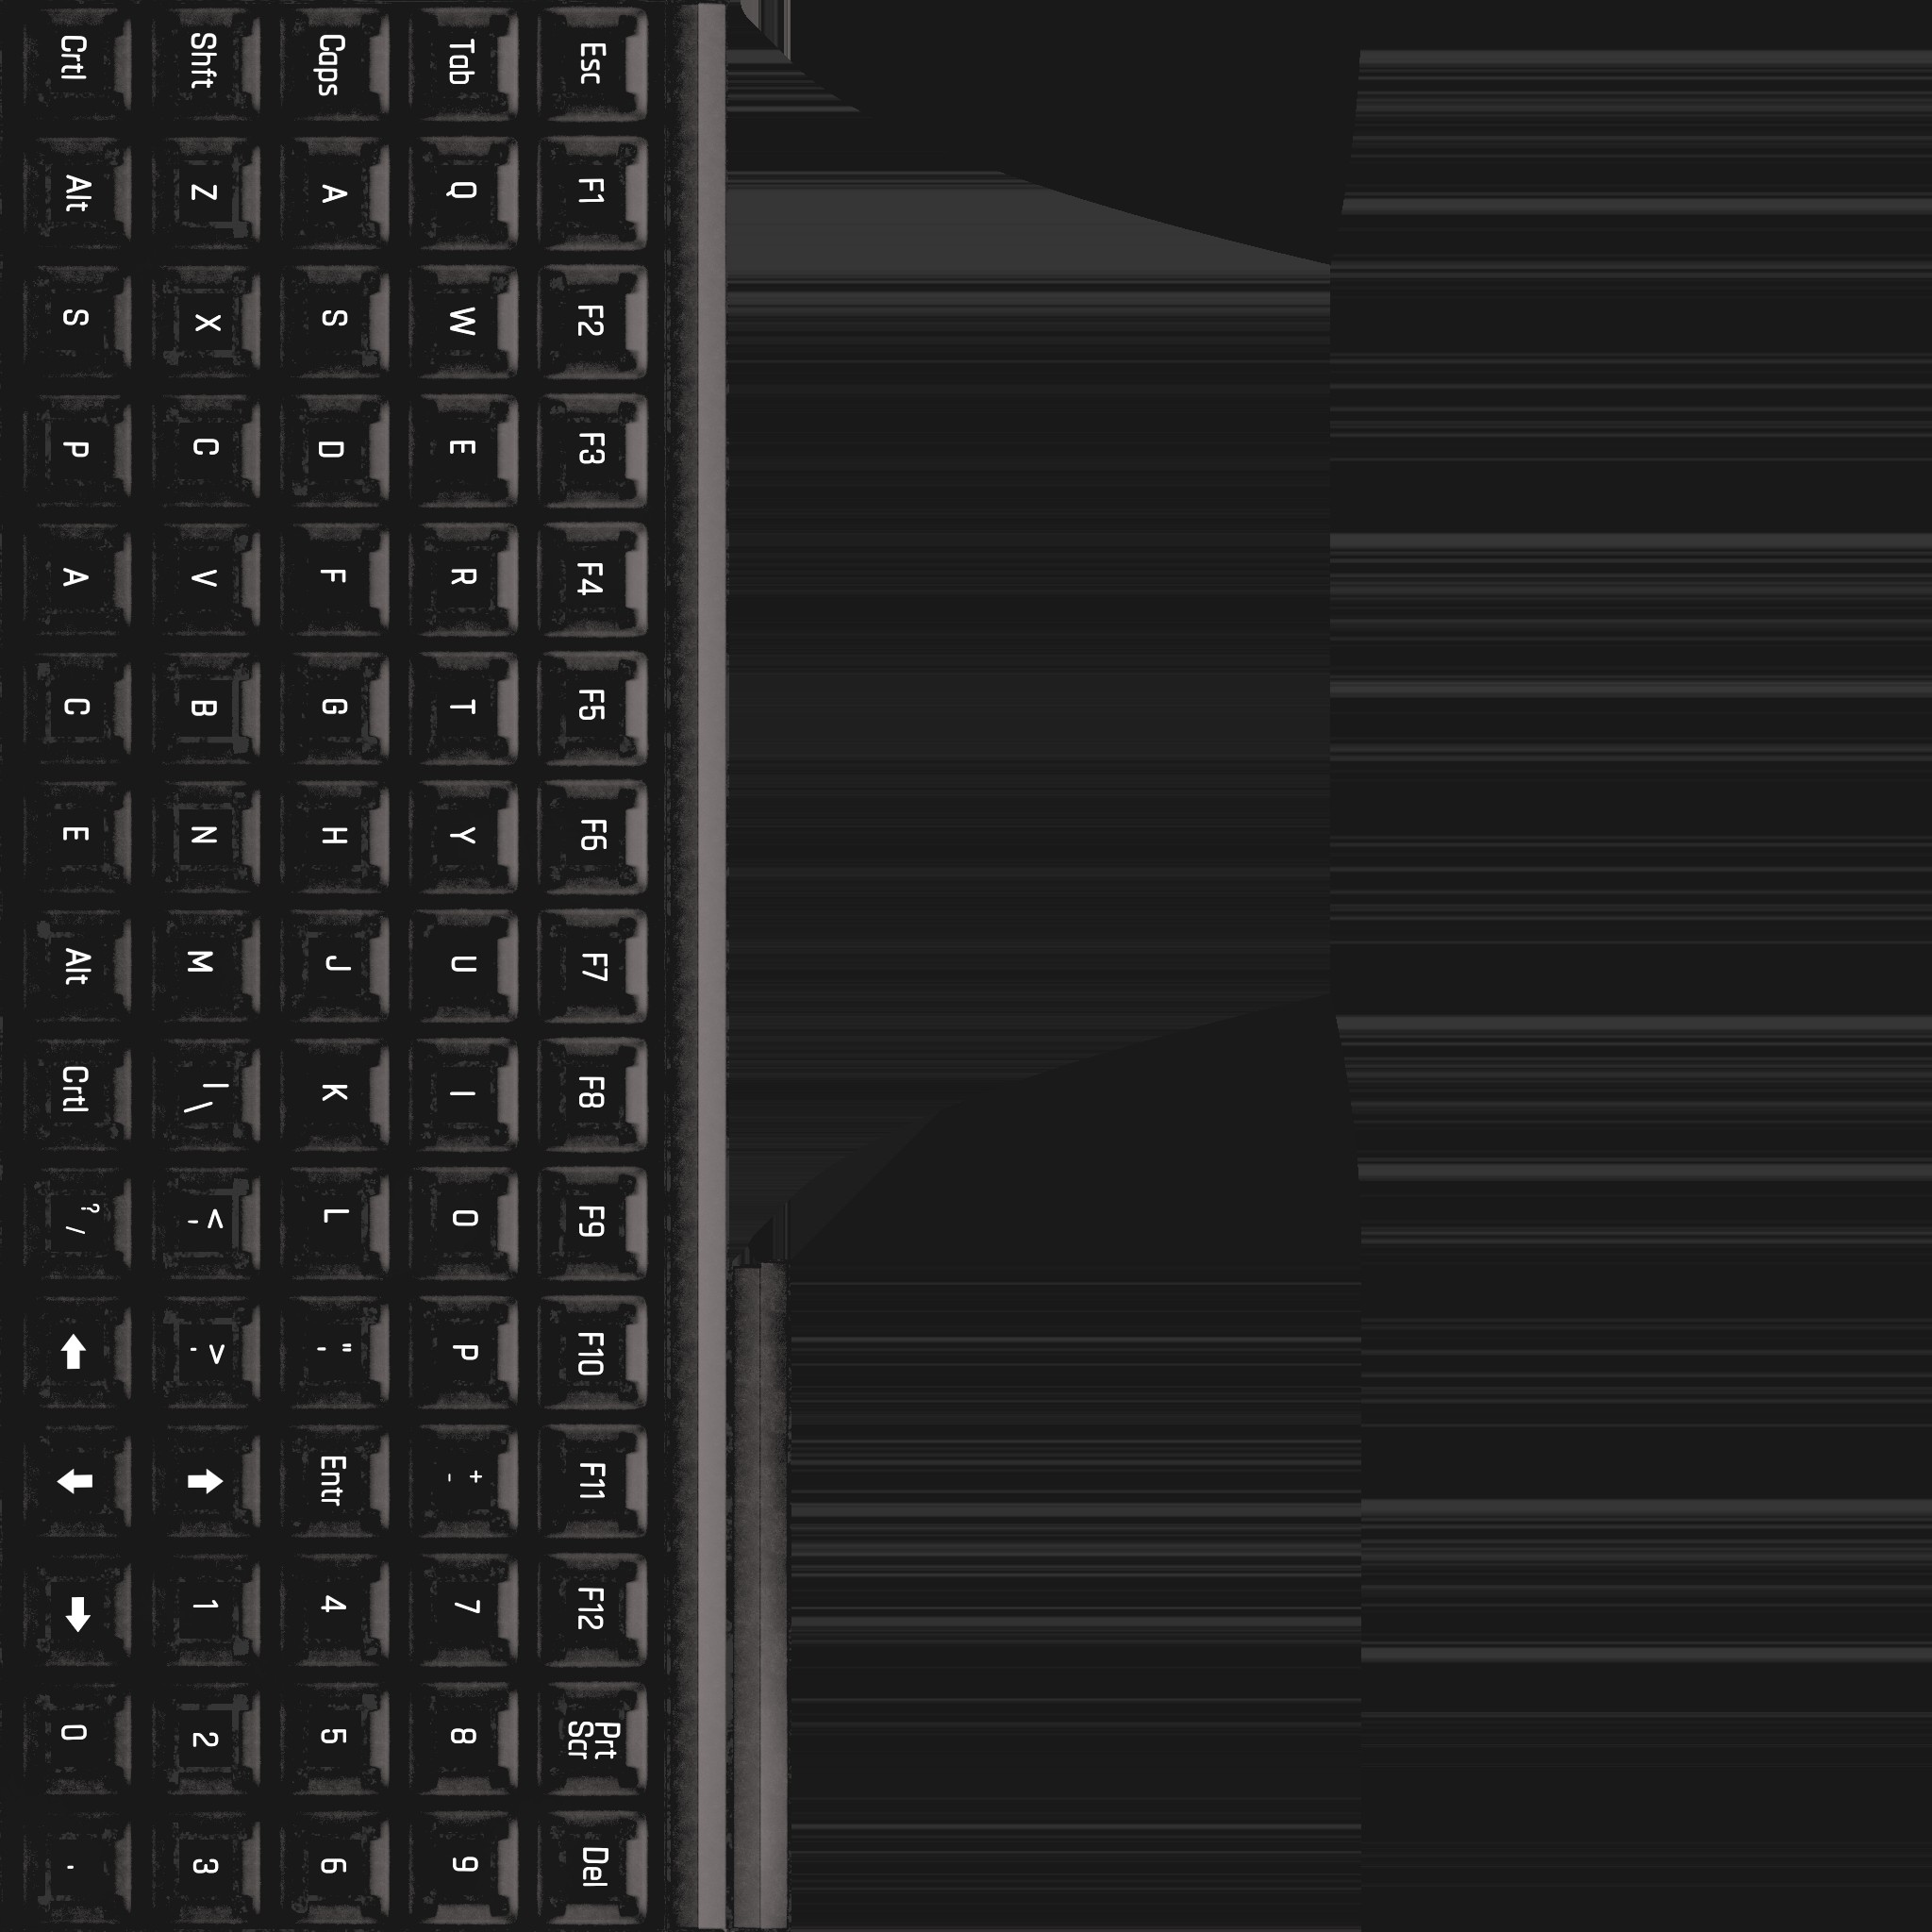 Esc F1 F2 F3 F4 F5 F6 F7 F8 F9 F10 F11 F12 Prt Scr Del
Tab Q W E R T Y U I O P + - 7 8 9
Caps A S D F G H J K L " ' Entr 4 5 6
Shft Z X C V B N M | \ < , > . 1 2 3
Crtl Alt S P A C E Alt Crtl ? / 0 .